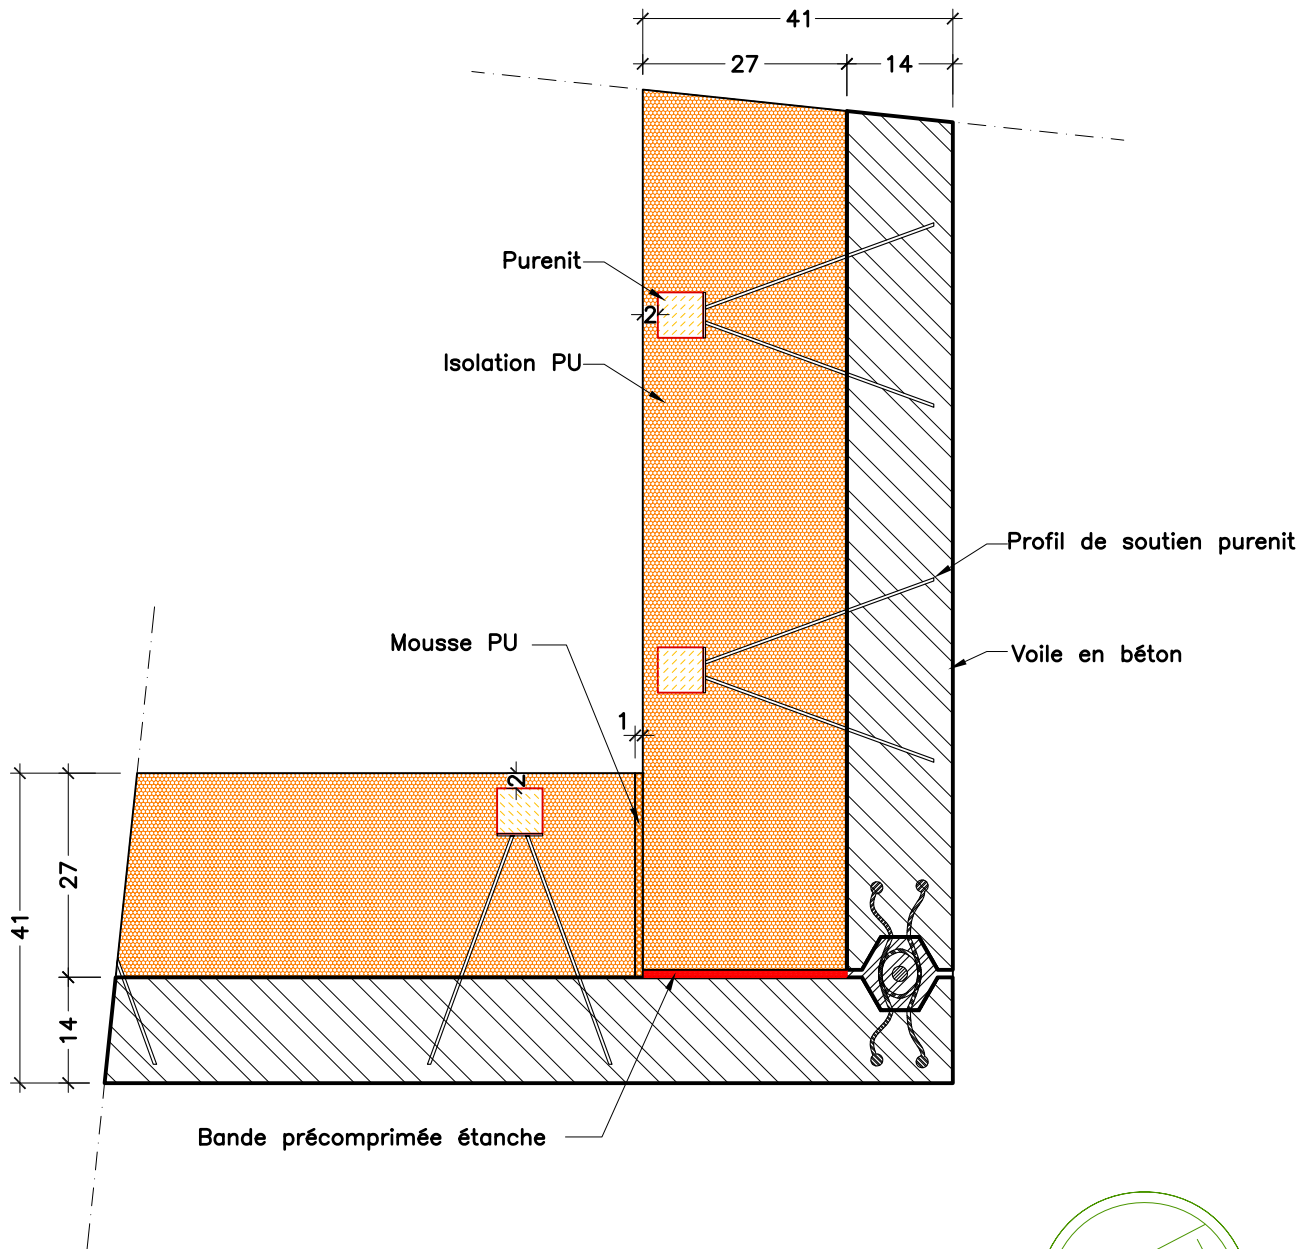 41
27
14
Purenit
2
Isolation PU
Profil de soutien purenit
Mousse PU
Voile en béton
1
2
27
41
14
Bande précomprimée étanche